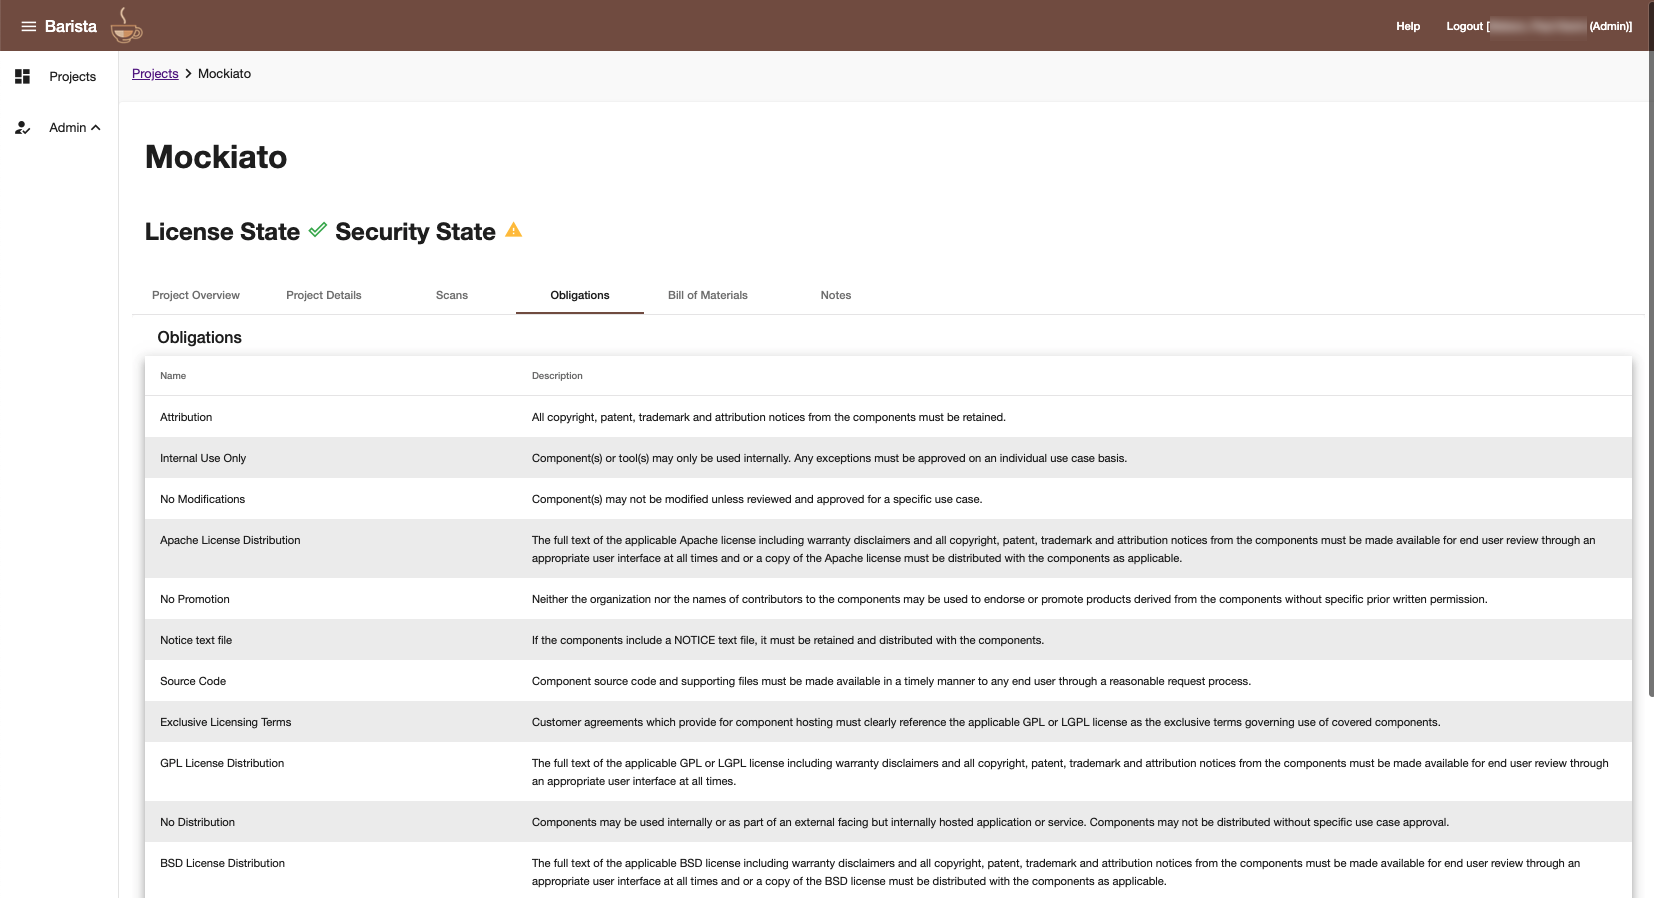 Barista
Help
Logout [ (Admin)]
Projects
Admin
Projects > Mockiato
Mockiato
License State Security State
Project Overview
Project Details
Scans
Obligations
Bill of Materials
Notes
Obligations
Name
Description
Attribution
All copyright, patent, trademark and attribution notices from the components must be retained.
Internal Use Only
Component(s) or tool(s) may only be used internally. Any exceptions must be approved on an individual use case basis.
No Modifications
Component(s) may not be modified unless reviewed and approved for a specific use case.
Apache License Distribution
The full text of the applicable Apache license including warranty disclaimers and all copyright, patent, trademark and attribution notices from the components must be made available for end user review through an
appropriate user interface at all times and or a copy of the Apache license must be distributed with the components as applicable.
No Promotion
Neither the organization nor the names of contributors to the components may be used to endorse or promote products derived from the components without specific prior written permission.
Notice text file
If the components include a NOTICE text file, it must be retained and distributed with the components.
Source Code
Component source code and supporting files must be made available in a timely manner to any end user through a reasonable request process.
Exclusive Licensing Terms
Customer agreements which provide for component hosting must clearly reference the applicable GPL or LGPL license as the exclusive terms governing use of covered components.
GPL License Distribution
The full text of the applicable GPL or LGPL license including warranty disclaimers and all copyright, patent, trademark and attribution notices from the components must be made available for end user review through
an appropriate user interface at all times.
No Distribution
Components may be used internally or as part of an external facing but internally hosted application or service. Components may not be distributed without specific use case approval.
BSD License Distribution
The full text of the applicable BSD license including warranty disclaimers and all copyright, patent, trademark and attribution notices from the components must be made available for end user review through an
appropriate user interface at all times and or a copy of the BSD license must be distributed with the components as applicable.